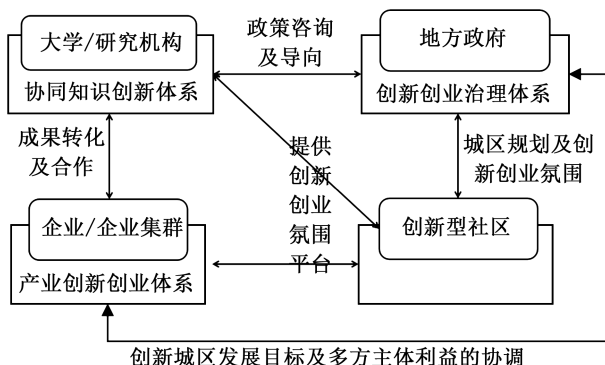 大学/研究机构
协同知识创新体系
政策咨询
及导向
地方政府
创新创业治理体系
成果转化
及合作
提供
创新
创业
氛围
平台
城区规划及创
新创业氛围
企业/企业集群
产业创新创业体系
创新型社区
创新城区发展目标及多方主体利益的协调